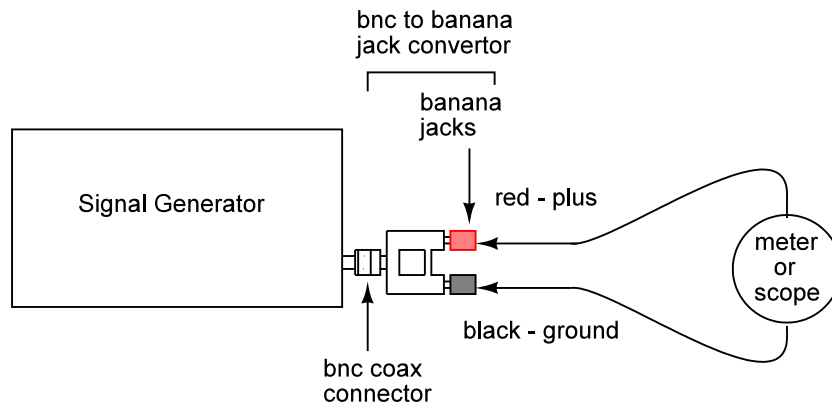 bnc to banana
jack convertor
banana
jacks
Signal Generator
red - plus
meter
or
scope
black - ground
bnc coax
connector